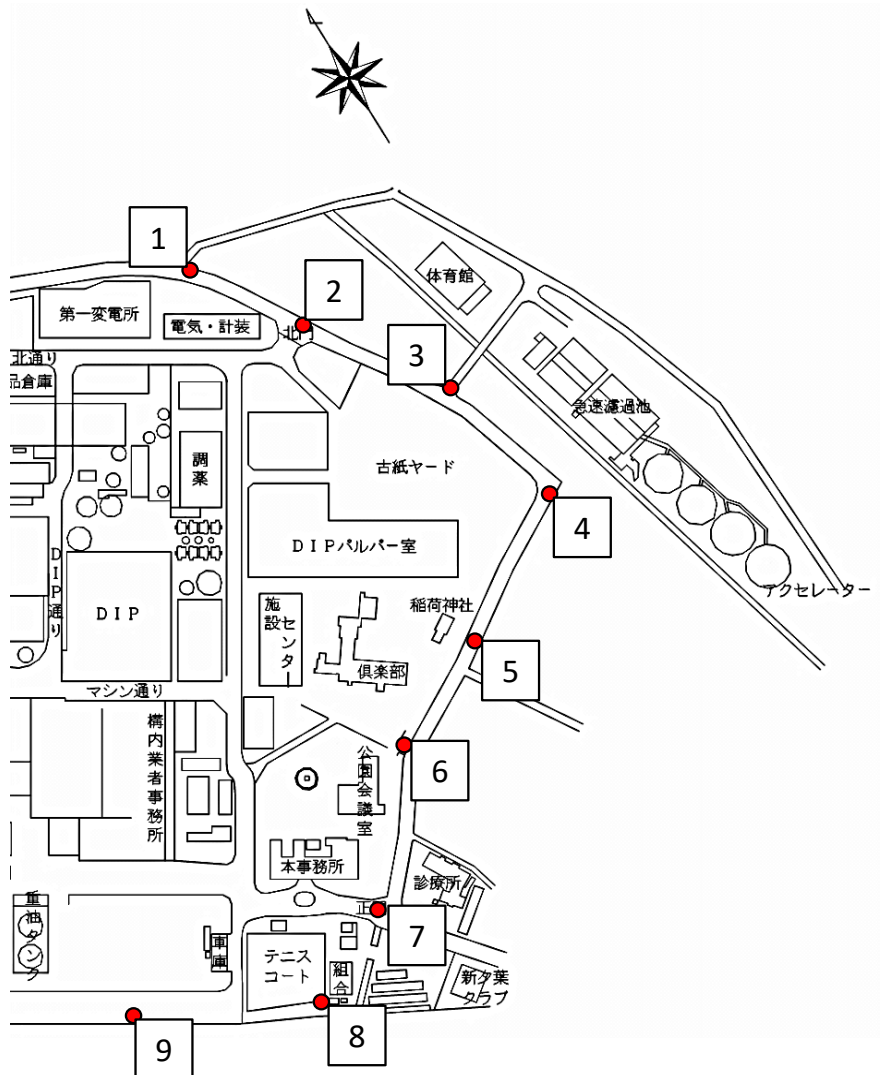 1
2
体育館
第一変電所
電気・計装
北門
3
北通り
品倉庫
急速濾過池
調薬
古紙ヤード
4
DIPパルパー室
アクセレーター
DIP通り
DIP
施設センター
稲荷神社
5
倶楽部
マシン通り
構内業者事務所
公園会議室
6
本事務所
診療所
重油タンク
7
車庫
テニス
コート
組合
新夕葉
クラブ
8
9